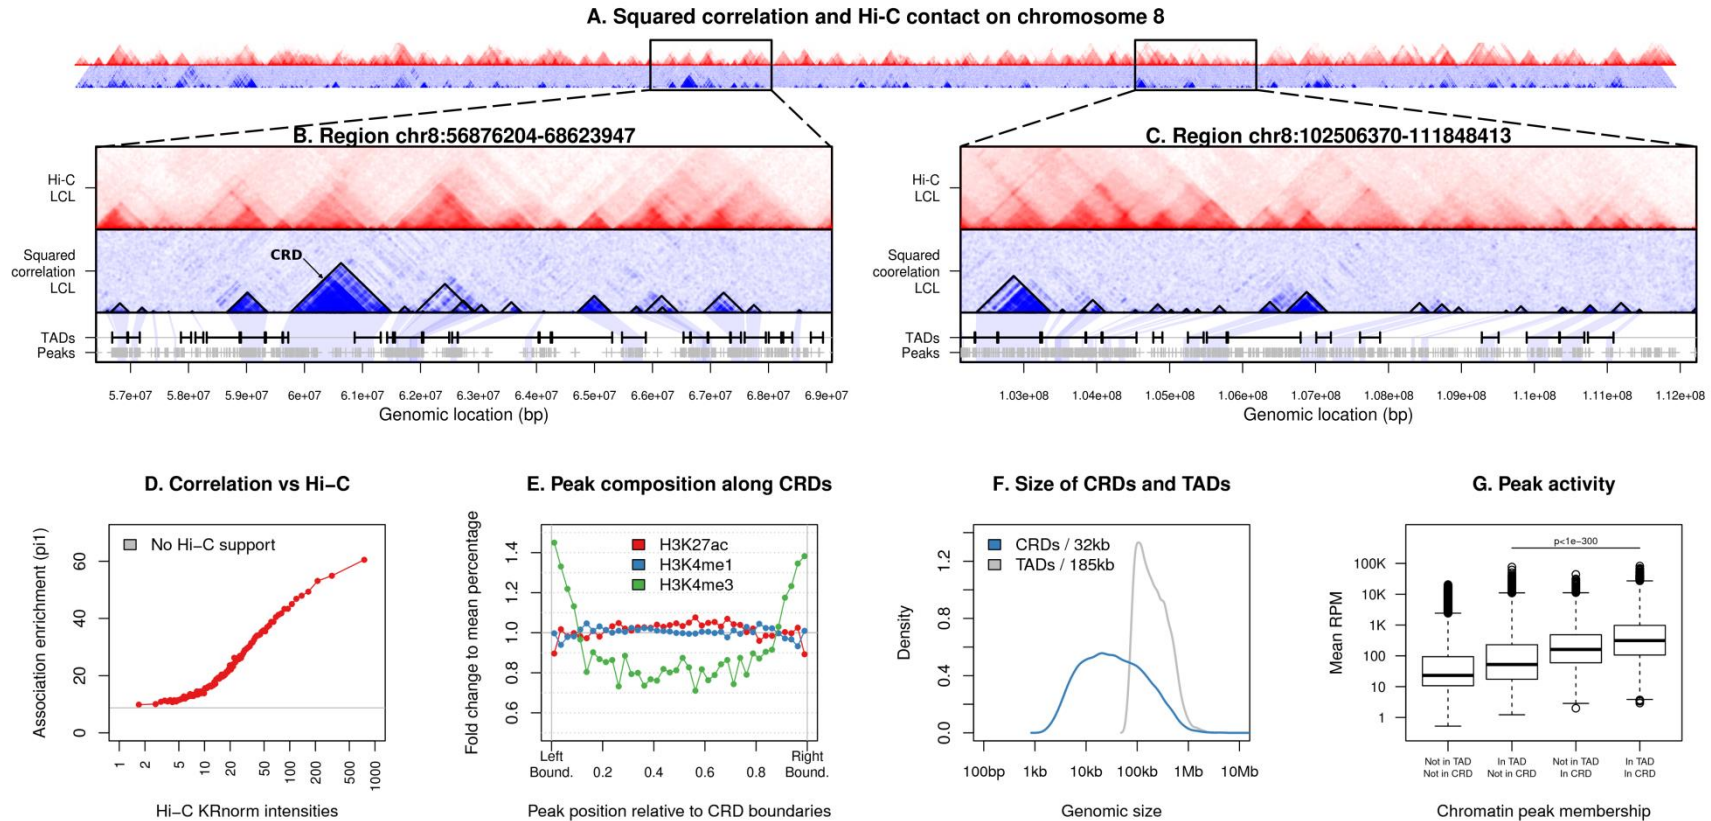 A. Squared correlation and Hi-C contact on chromosome 8
B. Region chr8:56876204-68623947
Hi-C
LCL
CRD
Squared
correlation
LCL
TADs
Peaks
5.7e+07 5.8e+07 5.9e+07 6e+07 6.1e+07 6.2e+07 6.3e+07 6.4e+07 6.5e+07 6.6e+07 6.7e+07 6.8e+07 6.9e+07
Genomic location (bp)
C. Region chr8:102506370-111848413
Hi-C
LCL
Squared
coorelation
LCL
TADs
Peaks
1.03e+08 1.04e+08 1.05e+08 1.06e+08 1.07e+08 1.08e+08 1.09e+08 1.1e+08 1.11e+08 1.12e+08
Genomic location (bp)
D. Correlation vs Hi−C
Association enrichment (pi1)
No Hi−C support
60
40
20
0
1 2 5 10 20 50 100 200 500 1000
Hi−C KRnorm intensities
E. Peak composition along CRDs
Fold change to mean percentage
H3K27ac
H3K4me1
H3K4me3
1.4
1.2
1.0
0.8
0.6
Left
Bound.
0.2 0.4 0.6 0.8
Right
Bound.
Peak position relative to CRD boundaries
F. Size of CRDs and TADs
Density
CRDs / 32kb
TADs / 185kb
1.2
0.8
0.4
0.0
100bp 1kb 10kb 100kb 1Mb 10Mb
Genomic size
G. Peak activity
Mean RPM
p<1e−300
100K
10K
1K
100
10
1
Not in TAD
Not in CRD
In TAD
Not in CRD
Not in TAD
In CRD
In TAD
In CRD
Chromatin peak membership